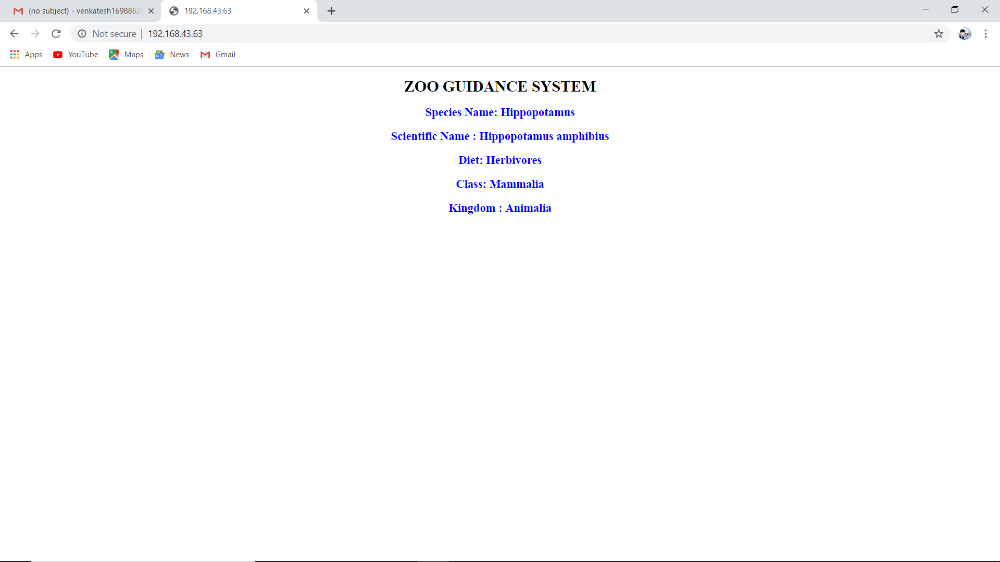 (no subject) - venkatesh1698862
192.168.43.63
Not secure | 192.168.43.63
Apps YouTube Maps News Gmail
ZOO GUIDANCE SYSTEM
Species Name: Hippopotamus
Scientific Name : Hippopotamus amphibius
Diet: Herbivores
Class: Mammalia
Kingdom : Animalia